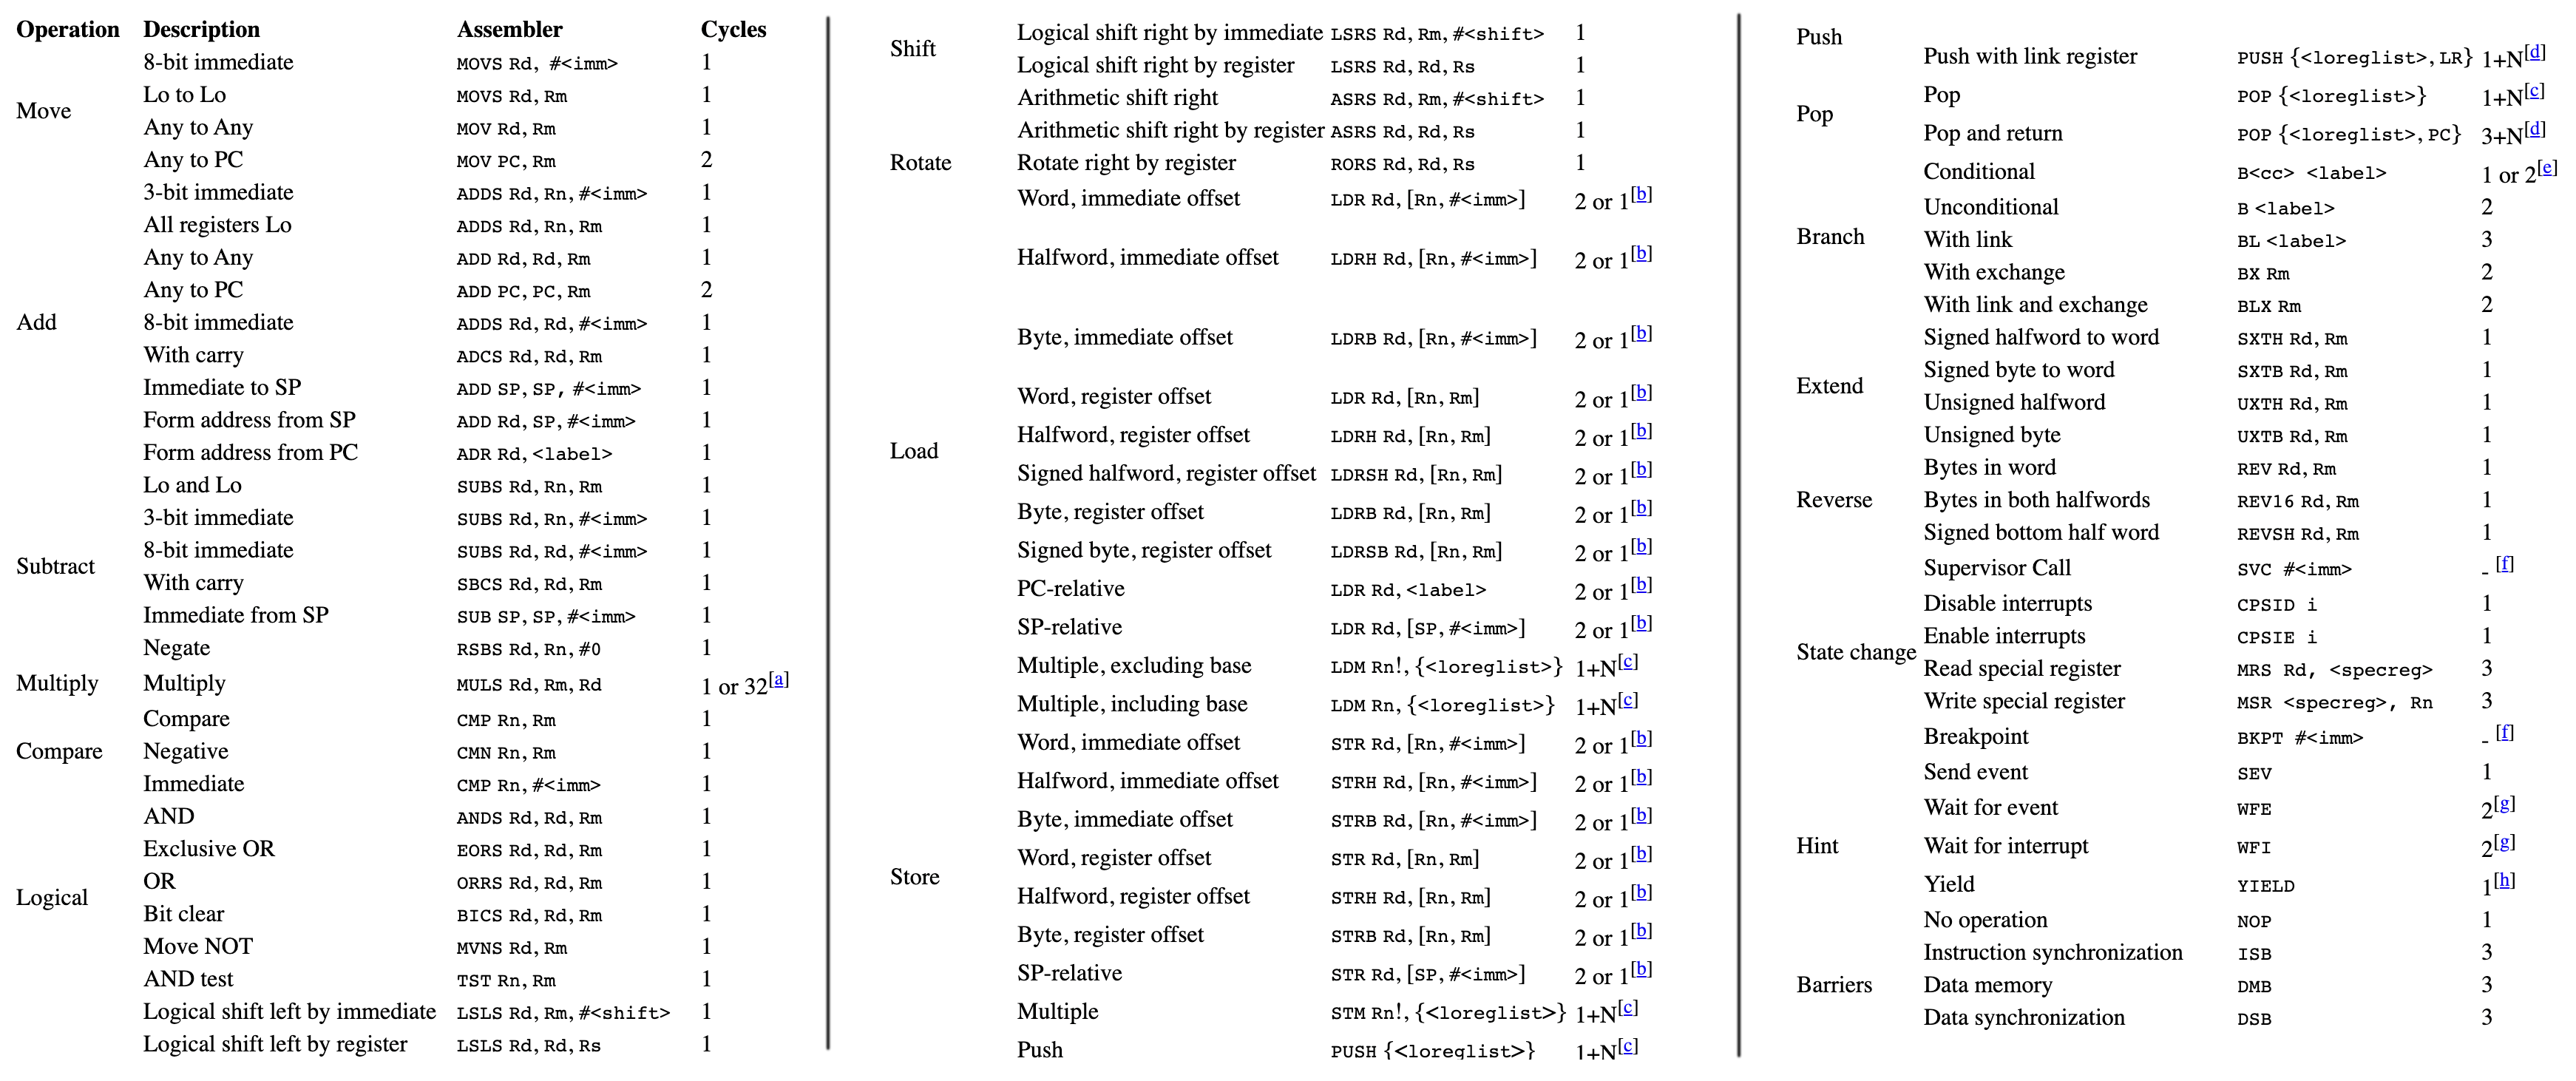 Operation Description Assembler Cycles
8-bit immediate MOVS Rd, #<imm> 1
Lo to Lo MOVS Rd, Rm 1
Move
Any to Any MOV Rd, Rm 1
Any to PC MOV PC, Rm 2
3-bit immediate ADDS Rd, Rn, #<imm> 1
All registers Lo ADDS Rd, Rn, Rm 1
Any to Any ADD Rd, Rd, Rm 1
Any to PC ADD PC, PC, Rm 2
Add 8-bit immediate ADDS Rd, Rd, #<imm> 1
With carry ADCS Rd, Rd, Rm 1
Immediate to SP ADD SP, SP, #<imm> 1
Form address from SP ADD Rd, SP, #<imm> 1
Form address from PC ADR Rd, <label> 1
Lo and Lo SUBS Rd, Rn, Rm 1
3-bit immediate SUBS Rd, Rn, #<imm> 1
8-bit immediate SUBS Rd, Rd, #<imm> 1
Subtract
With carry SBCS Rd, Rd, Rm 1
Immediate from SP SUB SP, SP, #<imm> 1
Negate RSBS Rd, Rn, #0 1
Multiply Multiply MULS Rd, Rm, Rd 1 or 32[a]
Compare CMP Rn, Rm 1
Compare Negative CMN Rn, Rm 1
Immediate CMP Rn, #<imm> 1
AND ANDS Rd, Rd, Rm 1
Exclusive OR EORS Rd, Rd, Rm 1
OR ORRS Rd, Rd, Rm 1
Logical
Bit clear BICS Rd, Rd, Rm 1
Move NOT MVNS Rd, Rm 1
AND test TST Rn, Rm 1
Logical shift left by immediate LSLS Rd, Rm, #<shift> 1
Logical shift left by register LSLS Rd, Rd, Rs 1
Logical shift right by immediate LSRS Rd, Rm, #<shift> 1
Shift
Logical shift right by register LSRS Rd, Rd, Rs 1
Arithmetic shift right ASRS Rd, Rm, #<shift> 1
Arithmetic shift right by register ASRS Rd, Rd, Rs 1
Rotate Rotate right by register RORS Rd, Rd, Rs 1
Word, immediate offset LDR Rd, [Rn, #<imm>] 2 or 1[b]
Halfword, immediate offset LDRH Rd, [Rn, #<imm>] 2 or 1[b]
Byte, immediate offset LDRB Rd, [Rn, #<imm>] 2 or 1[b]
Word, register offset LDR Rd, [Rn, Rm] 2 or 1[b]
Halfword, register offset LDRH Rd, [Rn, Rm] 2 or 1[b]
Load
Signed halfword, register offset LDRSH Rd, [Rn, Rm] 2 or 1[b]
Byte, register offset LDRB Rd, [Rn, Rm] 2 or 1[b]
Signed byte, register offset LDRSB Rd, [Rn, Rm] 2 or 1[b]
PC-relative LDR Rd, <label> 2 or 1[b]
SP-relative LDR Rd, [SP, #<imm>] 2 or 1[b]
Multiple, excluding base LDM Rn!, {<loreglist>} 1+N[c]
Multiple, including base LDM Rn, {<loreglist>} 1+N[c]
Word, immediate offset STR Rd, [Rn, #<imm>] 2 or 1[b]
Halfword, immediate offset STRH Rd, [Rn, #<imm>] 2 or 1[b]
Byte, immediate offset STRB Rd, [Rn, #<imm>] 2 or 1[b]
Word, register offset STR Rd, [Rn, Rm] 2 or 1[b]
Store
Halfword, register offset STRH Rd, [Rn, Rm] 2 or 1[b]
Byte, register offset STRB Rd, [Rn, Rm] 2 or 1[b]
SP-relative STR Rd, [SP, #<imm>] 2 or 1[b]
Multiple STM Rn!, {<loreglist>} 1+N[c]
Push PUSH {<loreglist>} 1+N[c]
Push
Push with link register PUSH {<loreglist>, LR} 1+N[d]
Pop POP {<loreglist>} 1+N[c]
Pop
Pop and return POP {<loreglist>, PC} 3+N[d]
Conditional B<cc> <label> 1 or 2[e]
Unconditional B <label> 2
Branch With link BL <label> 3
With exchange BX Rm 2
With link and exchange BLX Rm 2
Signed halfword to word SXTH Rd, Rm 1
Signed byte to word SXTB Rd, Rm 1
Extend
Unsigned halfword UXTH Rd, Rm 1
Unsigned byte UXTB Rd, Rm 1
Bytes in word REV Rd, Rm 1
Reverse Bytes in both halfwords REV16 Rd, Rm 1
Signed bottom half word REVSH Rd, Rm 1
Supervisor Call SVC #<imm> - [f]
Disable interrupts CPSID i 1
Enable interrupts CPSIE i 1
State change
Read special register MRS Rd, <specreg> 3
Write special register MSR <specreg>, Rn 3
Breakpoint BKPT #<imm> - [f]
Send event SEV 1
Wait for event WFE 2[g]
Hint Wait for interrupt WFI 2[g]
Yield YIELD 1[h]
No operation NOP 1
Instruction synchronization ISB 3
Barriers Data memory DMB 3
Data synchronization DSB 3